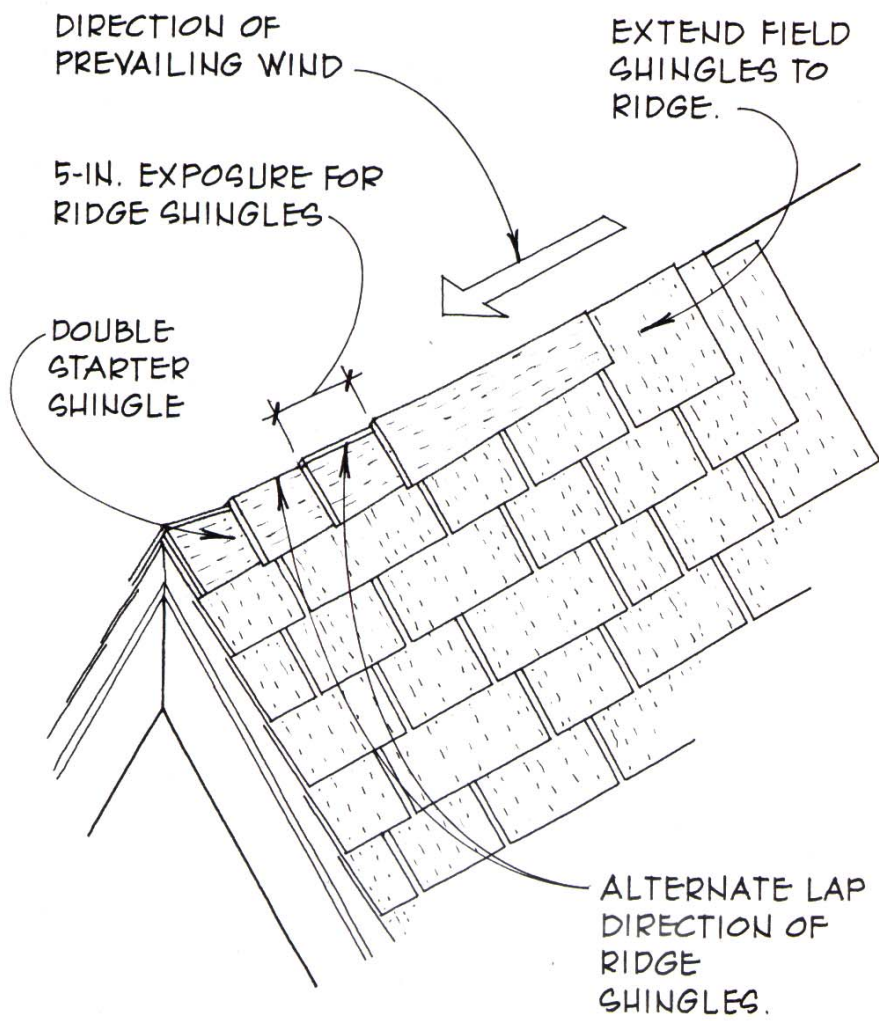 DIRECTION OF
PREVAILING WIND
EXTEND FIELD
SHINGLES TO
RIDGE.
5-IN. EXPOSURE FOR
RIDGE SHINGLES
DOUBLE
STARTER
SHINGLE
ALTERNATE LAP
DIRECTION OF
RIDGE
SHINGLES.